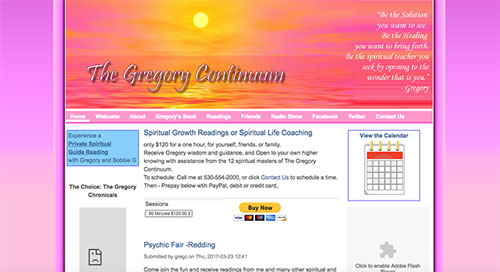 "Be the Solution
you want to see.
Be the Healing
you want to bring forth.
Be the spiritual teacher you
seek by opening to the
wonder that is you."
- Gregory
The Gregory Continuum
Home Welcome About Gregory's Book Readings Friends Radio Show Facebook Twitter Contact Us
Experience a
Private Spiritual
Guide Reading
with Gregory and Bobbie G
The Choice: The Gregory
Chronicals
Spiritual Growth Readings or Spiritual Life Coaching
only $120 for a one hour, for yourself, friends, or family.
Receive Gregory wisdom and guidance, and Open to your own higher
knowing with assistance from the 12 spiritual masters of The Gregory
Continuum.
To schedule: Call me at 530-554-2000, or click Contact Us to schedule a time.
Then - Prepay below wtih PayPal, debit or credit card,
Sessions
60 Minutes $120.00
Buy Now
Psychic Fair -Redding
Submitted by gregc on Thu, 2017-03-23 12:41
Come join the fun and receive messages from me and many other spiritual and
View the Calendar
Click to enable Adobe Flash
Player